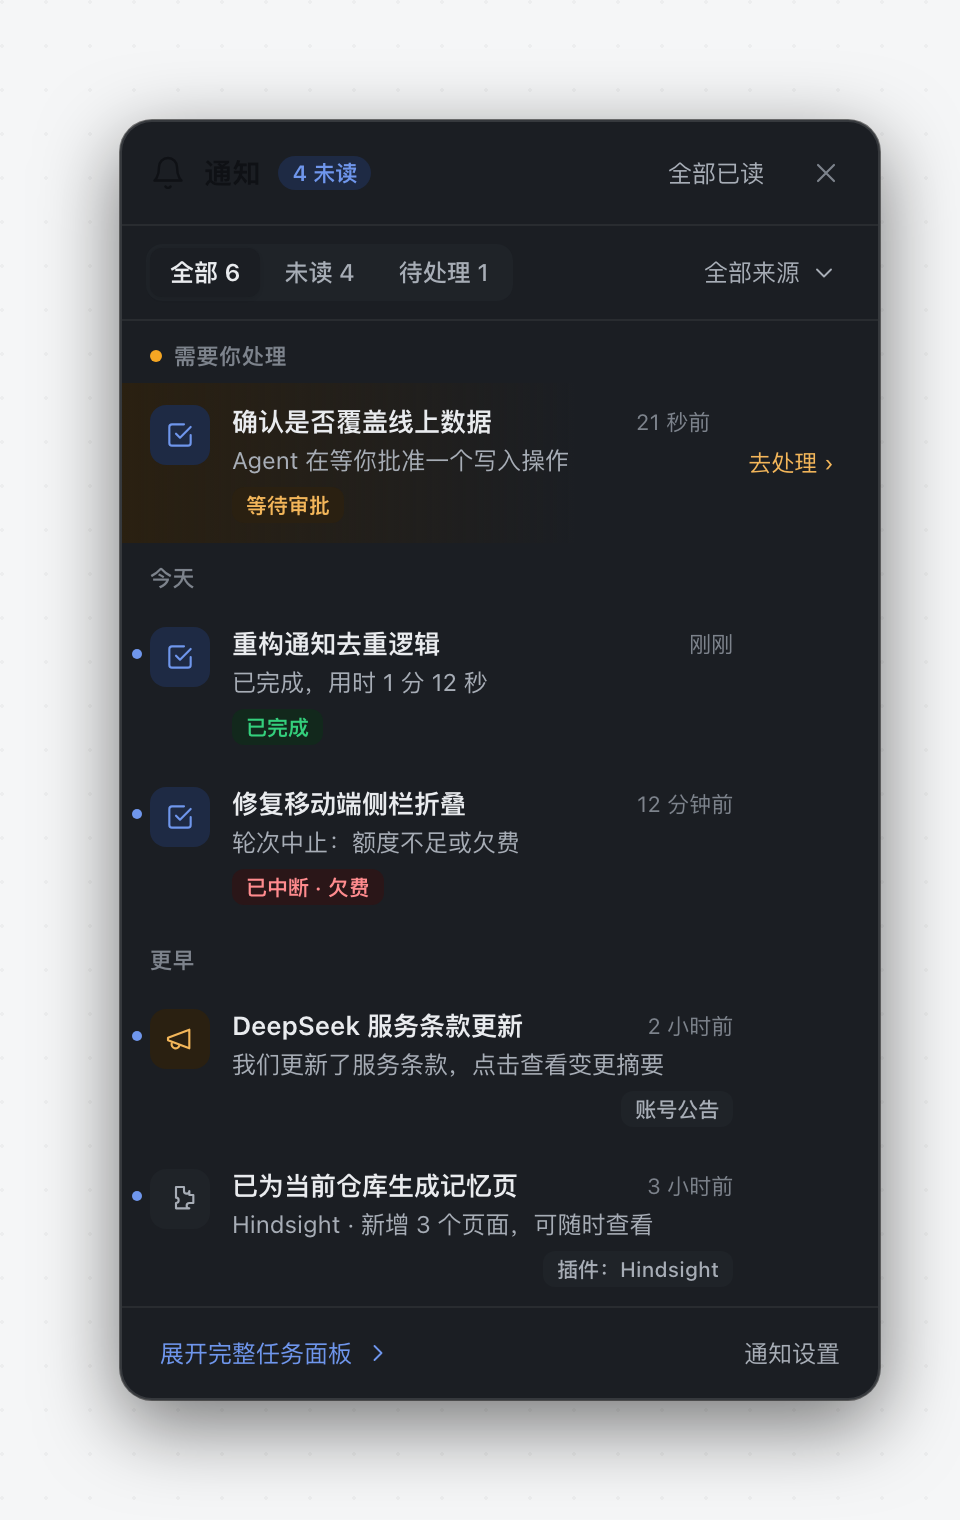 通知 4 未读 全部已读
全部 6 未读 4 待处理 1 全部来源
需要你处理
确认是否覆盖线上数据 21 秒前
Agent 在等你批准一个写入操作 去处理 ›
等待审批
今天
重构通知去重逻辑 刚刚
已完成，用时 1 分 12 秒
已完成
修复移动端侧栏折叠 12 分钟前
轮次中止：额度不足或欠费
已中断 · 欠费
更早
DeepSeek 服务条款更新 2 小时前
我们更新了服务条款，点击查看变更摘要
账号公告
已为当前仓库生成记忆页 3 小时前
Hindsight · 新增 3 个页面，可随时查看
插件：Hindsight
展开完整任务面板 通知设置